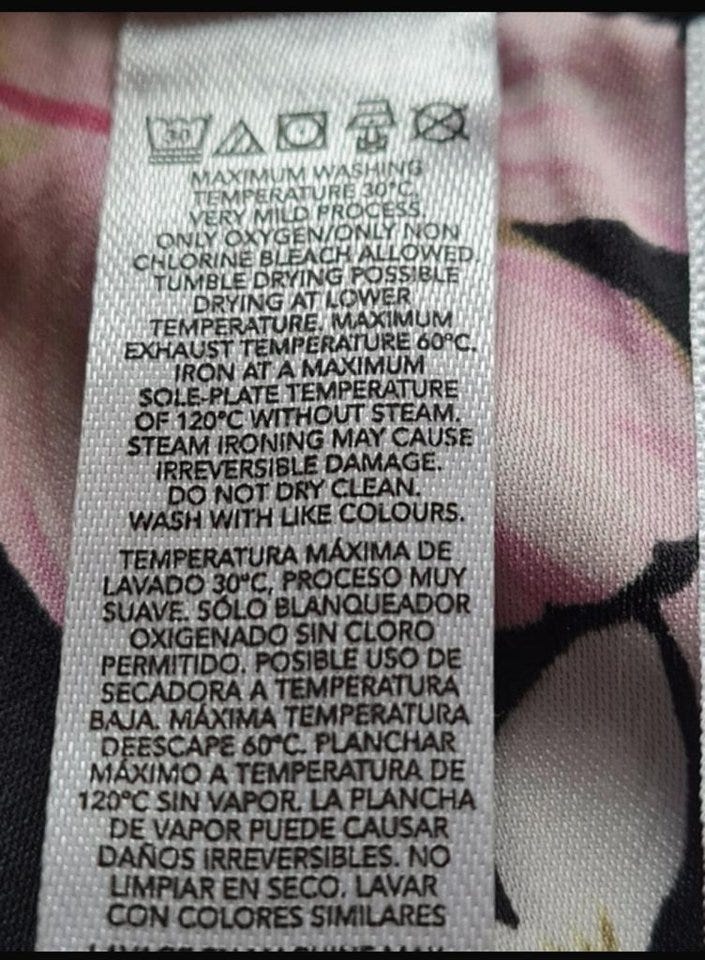 30
MAXIMUM WASHING
TEMPERATURE 30°C,
VERY MILD PROCESS.
ONLY OXYGEN/ONLY NON
CHLORINE BLEACH ALLOWED.
TUMBLE DRYING POSSIBLE
DRYING AT LOWER
TEMPERATURE, MAXIMUM
EXHAUST TEMPERATURE 60°C.
IRON AT A MAXIMUM
SOLE-PLATE TEMPERATURE
OF 120°C WITHOUT STEAM.
STEAM IRONING MAY CAUSE
IRREVERSIBLE DAMAGE.
DO NOT DRY CLEAN.
WASH WITH LIKE COLOURS.
TEMPERATURA MÁXIMA DE
LAVADO 30°C, PROCESO MUY
SUAVE. SÓLO BLANQUEADOR
OXIGENADO SIN CLORO
PERMITIDO. POSIBLE USO DE
SECADORA A TEMPERATURA
BAJA. MÁXIMA TEMPERATURA
DEESCAPE 60°C. PLANCHAR
MÁXIMO A TEMPERATURA DE
120°C SIN VAPOR. LA PLANCHA
DE VAPOR PUEDE CAUSAR
DAÑOS IRREVERSIBLES. NO
LIMPIAR EN SECO. LAVAR
CON COLORES SIMILARES